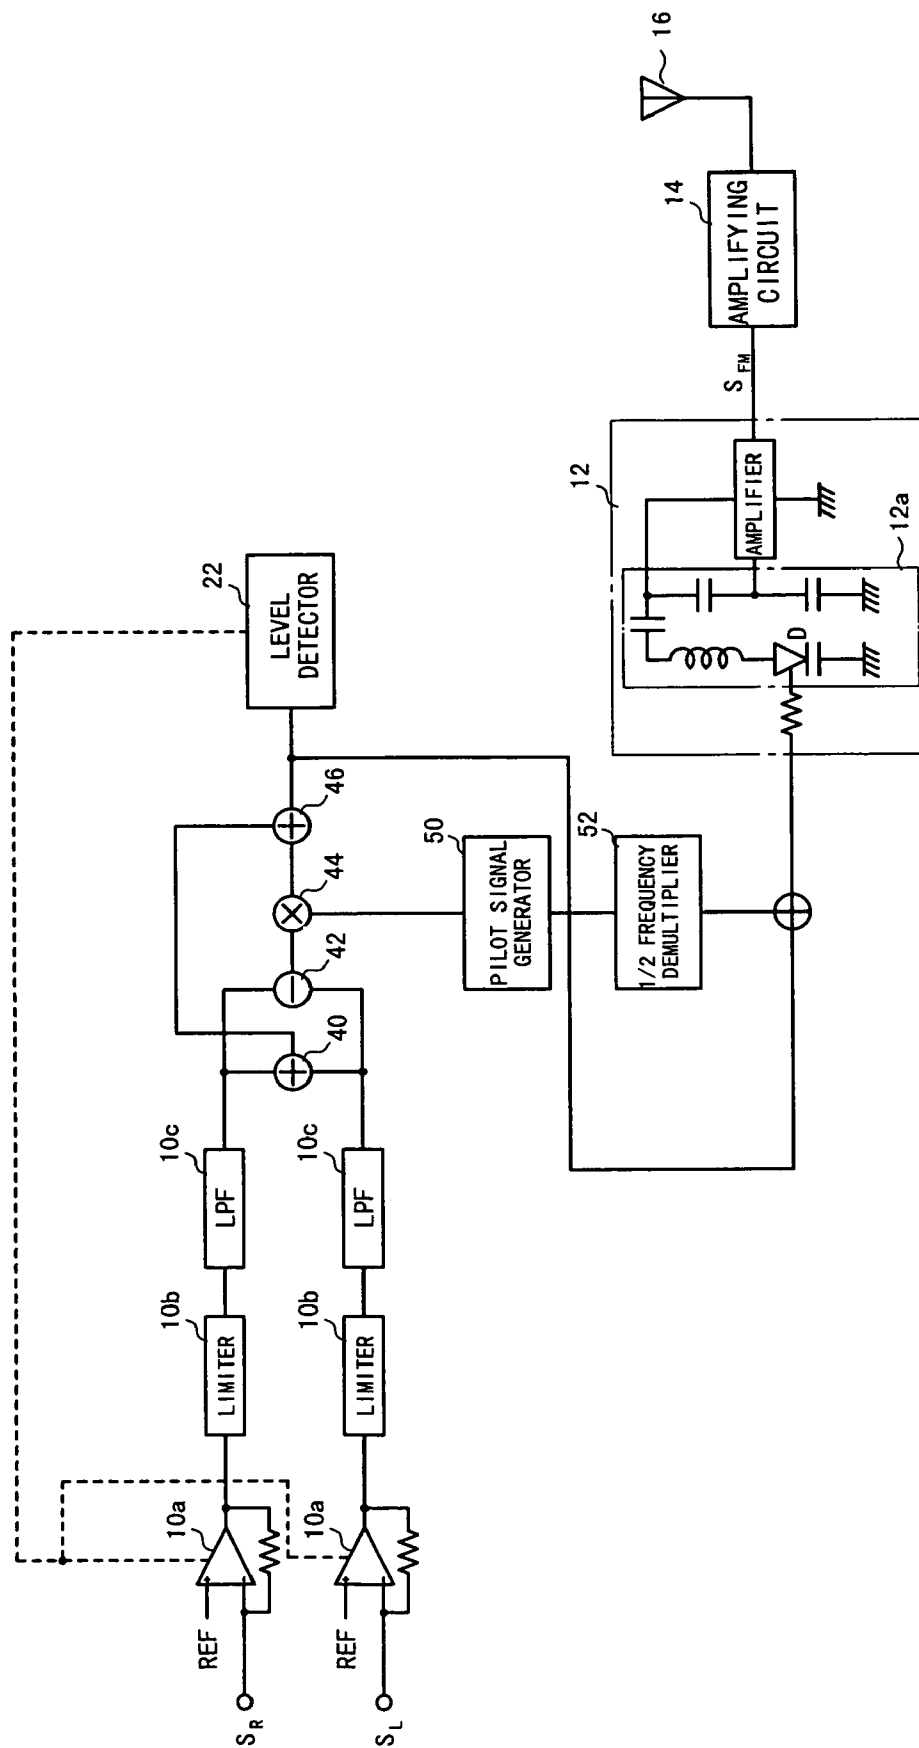 S_R
S_L
REF
REF
10a
10a
LIMITER
10b
LIMITER
10b
LPF
10c
LPF
10c
40
42
44
46
LEVEL
DETECTOR
22
PILOT SIGNAL
GENERATOR
50
1/2 FREQUENCY
DEMULTIPLIER
52
12
12a
D
AMPLIFIER
S_FM
AMPLIFYING
CIRCUIT
14
16